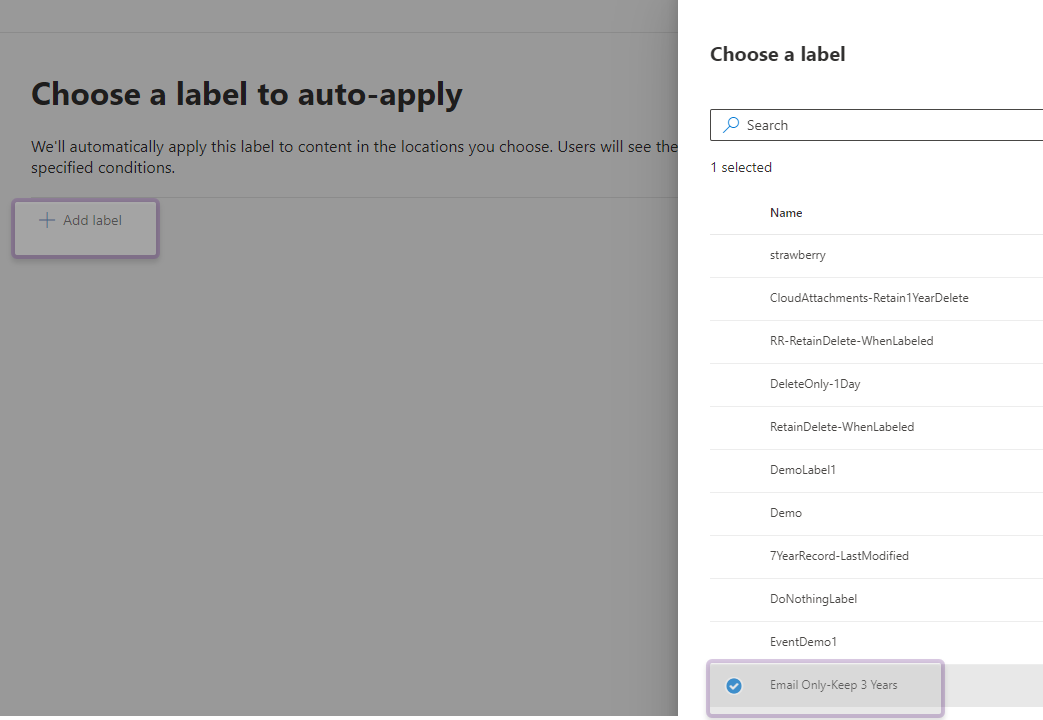 Choose a label to auto-apply
We'll automatically apply this label to content in the locations you choose. Users will see the
specified conditions.
Add label
Choose a label
Search
1 selected
Name
strawberry
CloudAttachments-Retain1YearDelete
RR-RetainDelete-WhenLabeled
DeleteOnly-1Day
RetainDelete-WhenLabeled
DemoLabel1
Demo
7YearRecord-LastModified
DoNothingLabel
EventDemo1
Email Only-Keep 3 Years